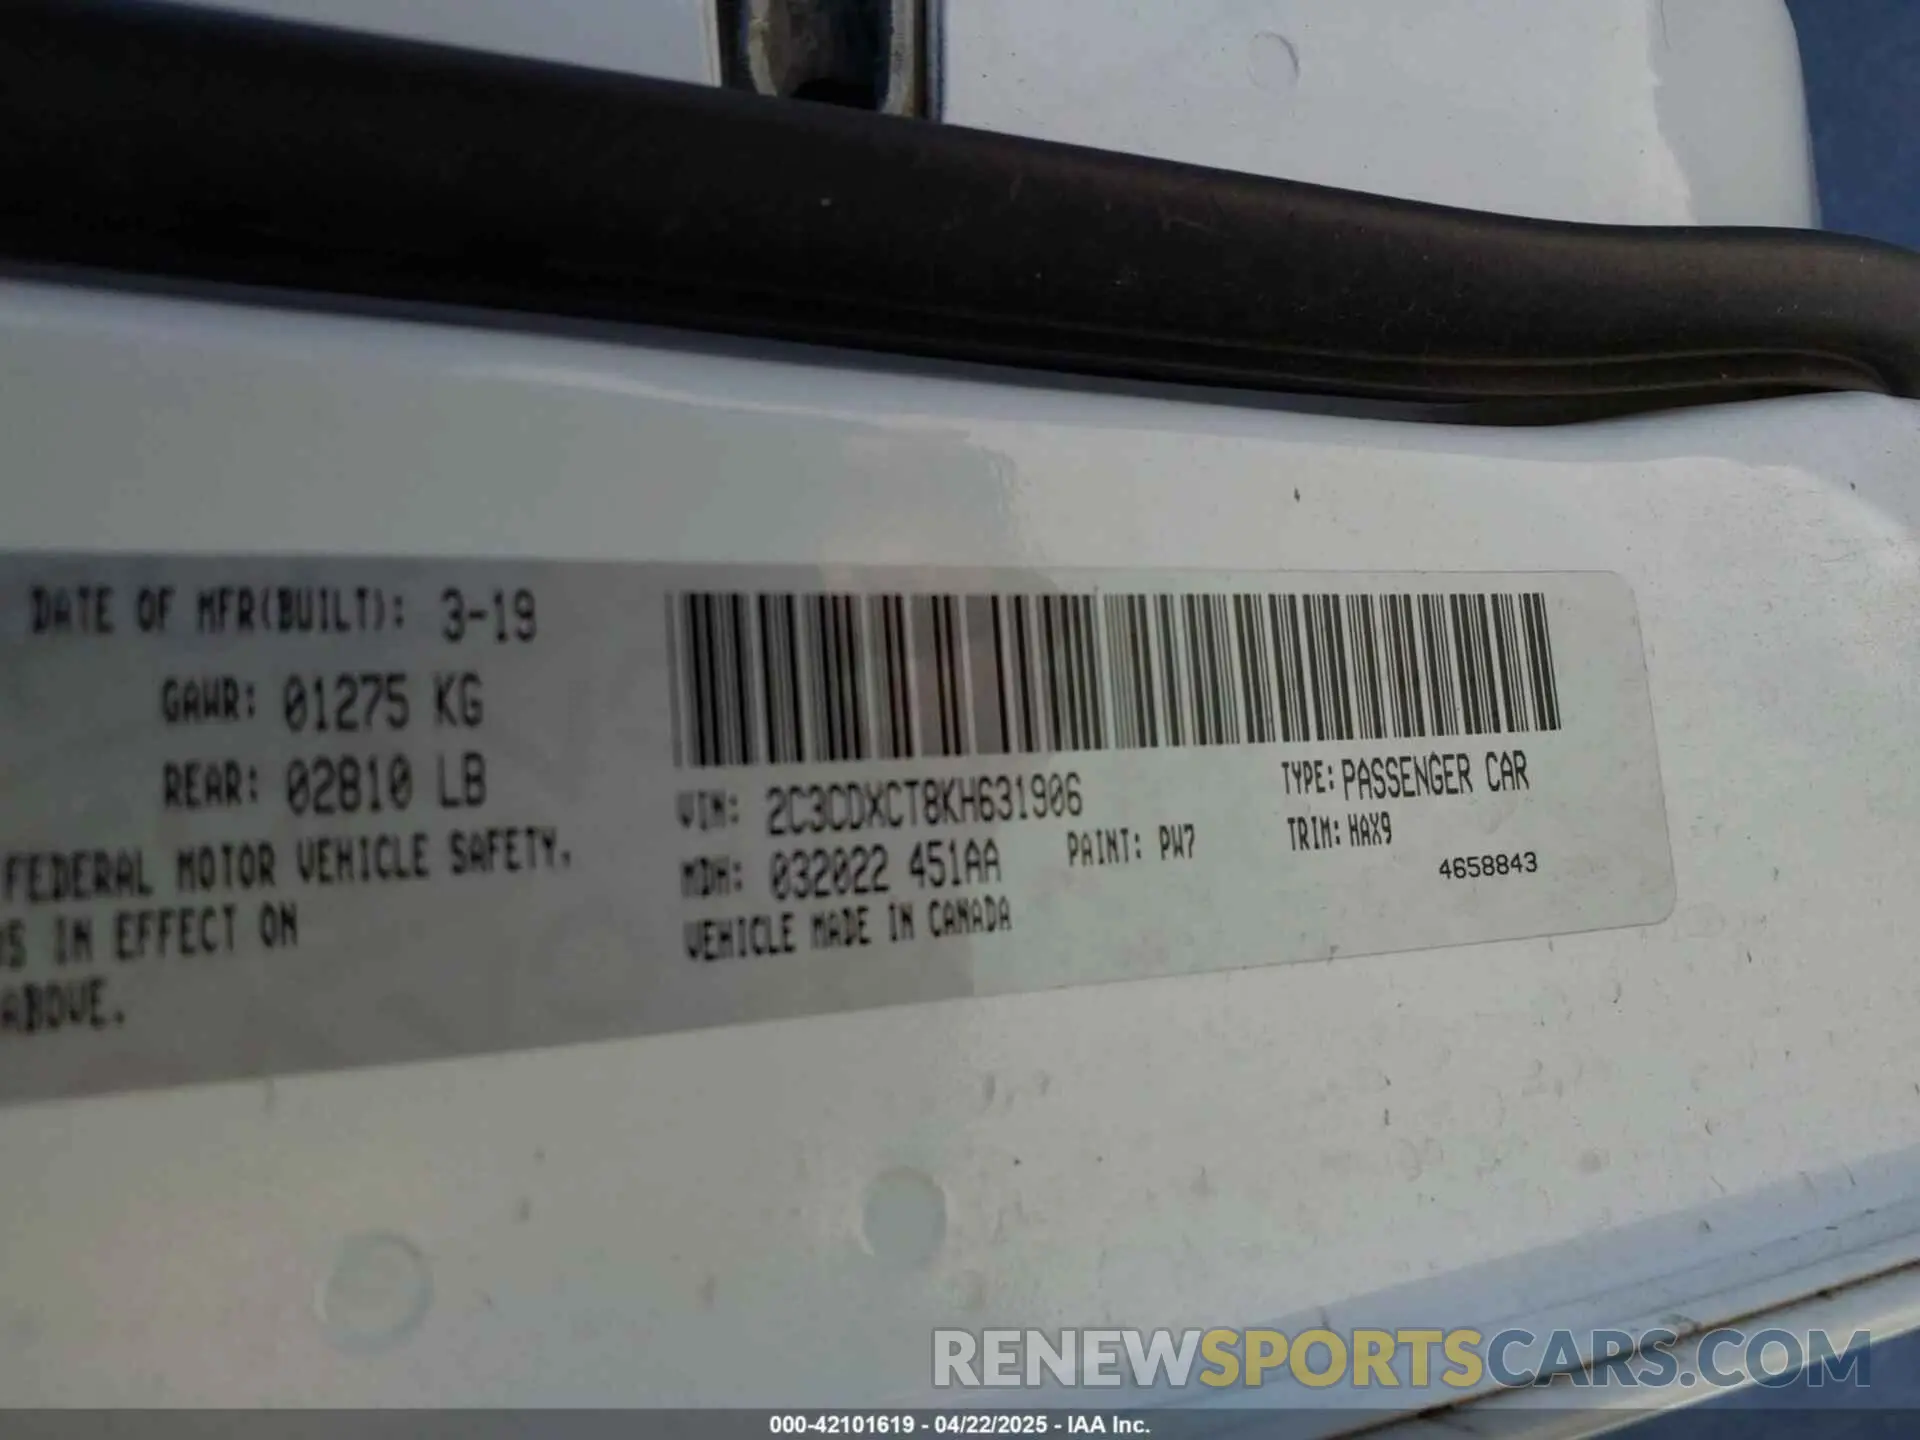 DATE OF MFR(BUILT): 3-19
GAWR: 01275 KG
REAR: 02810 LB
FEDERAL MOTOR VEHICLE SAFETY.
IN EFFECT ON
ABOVE.
VIN: 2C3CDXCT8KH631906
MDH: 032022 451AA
VEHICLE MADE IN CANADA
PAINT: PW7
TYPE: PASSENGER CAR
TRIM: HAX9
4658843
RENEWSPORTSCARS.COM
000-42101619 - 04/22/2025 - IAA Inc.